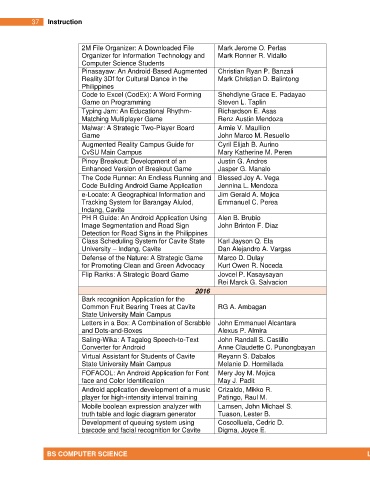 37 Instruction
2M File Organizer: A Downloaded File Mark Jerome O. Perlas
Organizer for Information Technology and Mark Ronner R. Vidallo
Computer Science Students
Pinasayaw: An Android-Based Augmented Christian Ryan P. Banzali
Reality 3Df for Cultural Dance in the Mark Christian D. Belintong
Philippines
Code to Excel (CodEx): A Word Forming Shehdlyne Grace E. Padayao
Game on Programming Steven L. Taplin
Typing Jam: An Educational Rhythm- Richardson E. Asas
Matching Multiplayer Game Renz Austin Mendoza
Malwar: A Strategic Two-Player Board Armie V. Maullion
Game John Marco M. Resuello
Augmented Reality Campus Guide for Cyril Elijah B. Aurino
CvSU Main Campus Mary Katherine M. Peren
Pinoy Breakout: Development of an Justin G. Andres
Enhanced Version of Breakout Game Jasper G. Manalo
The Code Runner: An Endless Running and Blessed Joy A. Vega
Code Building Android Game Application Jennina L. Mendoza
e-Locate: A Geographical Information and Jim Gerald A. Mojica
Tracking System for Barangay Alulod, Emmanuel C. Perea
Indang, Cavite
PH R Guide: An Android Application Using Alen B. Brubio
Image Segmentation and Road Sign John Brinton F. Diaz
Detection for Road Signs in the Philippines
Class Scheduling System for Cavite State Karl Jayson Q. Ela
University – Indang, Cavite Dan Alejandro A. Vargas
Defense of the Nature: A Strategic Game Marco D. Dulay
for Promoting Clean and Green Advocacy Kurt Owen R. Noceda
Flip Ranks: A Strategic Board Game Jovcel P. Kasaysayan
Rei Marck G. Salvacion
2016
Bark recognition Application for the
Common Fruit Bearing Trees at Cavite RG A. Ambagan
State University Main Campus
Letters in a Box: A Combination of Scrabble John Emmanuel Alcantara
and Dots-and-Boxes Alexus P. Almira
Saling-Wika: A Tagalog Speech-to-Text John Randall S. Casiilo
Converter for Android Anne Claudette C. Punongbayan
Virtual Assistant for Students of Cavite Reyann S. Dabalos
State University Main Campus Melanie D. Hormillada
FOFACOL: An Android Application for Font Mery Joy M. Mojica
face and Color Identification May J. Padit
Android application development of a music Crizaldo, Mikko R.
player for high-intensity interval training Patingo, Raul M.
Mobile boolean expression analyzer with Lamsen, John Michael S.
truth table and logic diagram generator Tuason, Lester B.
Development of queuing system using Coscolluela, Cedric D.
barcode and facial recognition for Cavite Digma, Joyce E.
BS COMPUTER SCIENCE L